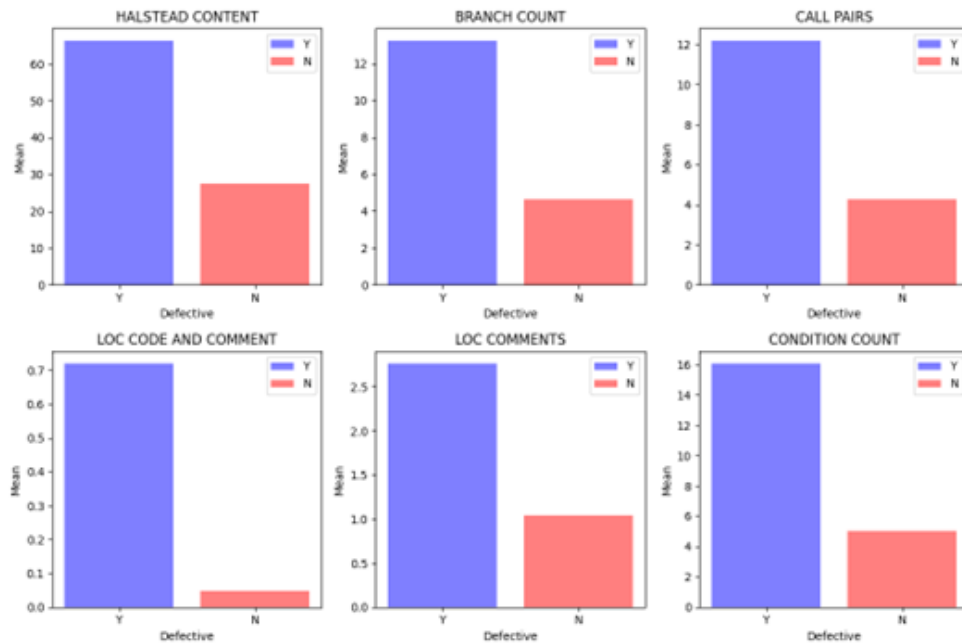 HALSTEAD CONTENT
Mean
60
50
40
30
20
10
0
Y
N
Y
N
Defective
BRANCH COUNT
Mean
12
10
8
6
4
2
0
Y
N
Y
N
Defective
CALL PAIRS
Mean
12
10
8
6
4
2
0
Y
N
Y
N
Defective
LOC CODE AND COMMENT
Mean
0.7
0.6
0.5
0.4
0.3
0.2
0.1
0.0
Y
N
Y
N
Defective
LOC COMMENTS
Mean
2.5
2.0
1.5
1.0
0.5
0.0
Y
N
Y
N
Defective
CONDITION COUNT
Mean
16
14
12
10
8
6
4
2
0
Y
N
Y
N
Defective